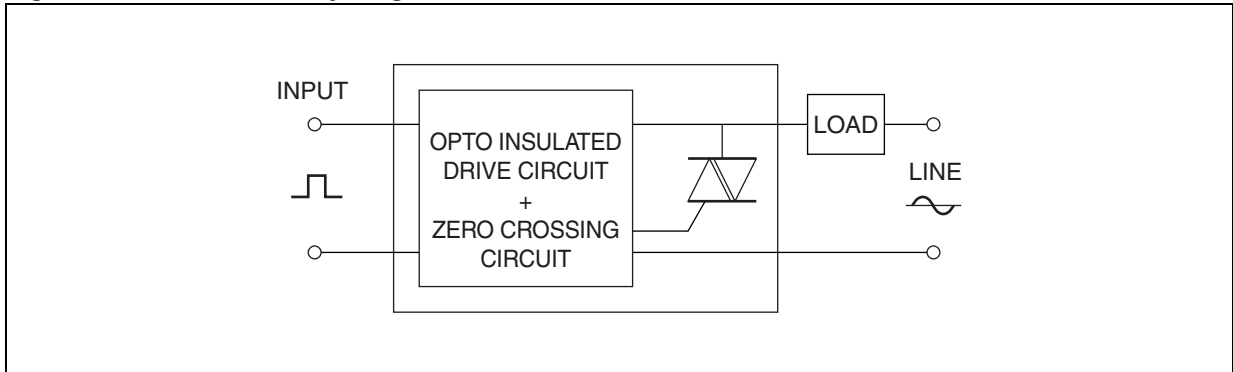 INPUT
OPTO INSULATED
DRIVE CIRCUIT
+
ZERO CROSSING
CIRCUIT
LOAD
LINE